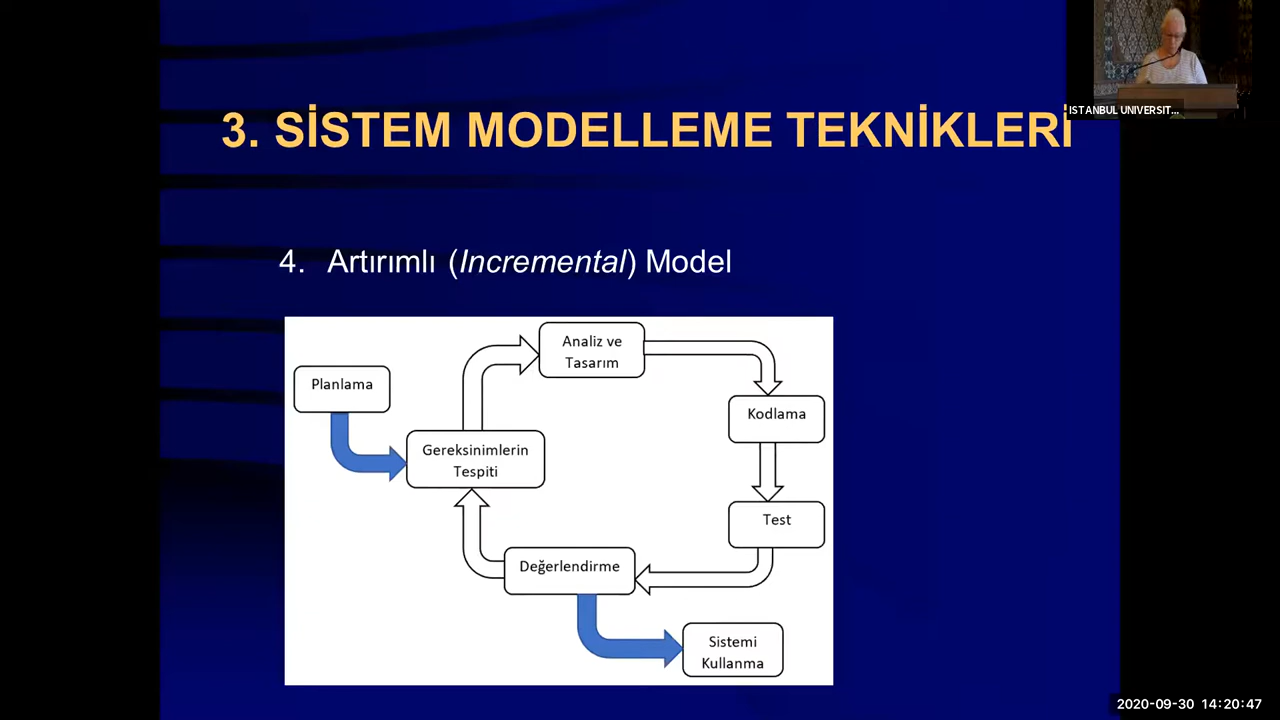 3. SİSTEM MODELLEME TEKNİKLERİ
ISTANBUL UNIVERSIT...
4. Artırımlı (Incremental) Model
Analiz ve
Tasarım
Planlama
Kodlama
Gereksinimlerin
Tespiti
Test
Değerlendirme
Sistemi
Kullanma
2020-09-30 14:20:47